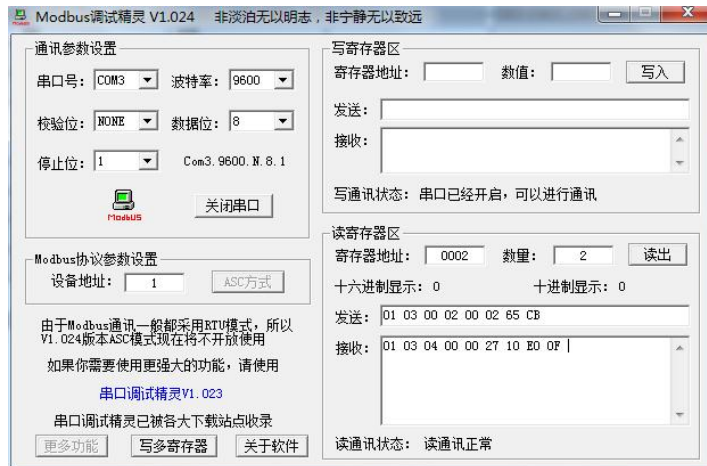 Modbus调试精灵 V1.024 非淡泊无以明志，非宁静无以致远
通讯参数设置
串口号： COM3 波特率： 9600
校验位： NONE 数据位： 8
停止位： 1 Com3.9600.N.8.1
Modbus
关闭串口
Modbus协议参数设置
设备地址： 1 ASC方式
由于Modbus通讯一般都采用RTU模式，所以
V1.024版本ASC模式现在将不开放使用
如果你需要使用更强大的功能，请使用
串口调试精灵V1.023
串口调试精灵已被各大下载站点收录
更多功能 写多寄存器 关于软件
写寄存器区
寄存器地址： 数值： 写入
发送：
接收：
写通讯状态： 串口已经开启，可以进行通讯
读寄存器区
寄存器地址： 0002 数量： 2 读出
十六进制显示：0 十进制显示：0
发送： 01 03 00 02 00 02 65 CB
接收： 01 03 04 00 00 27 10 E0 0F
读通讯状态： 读通讯正常